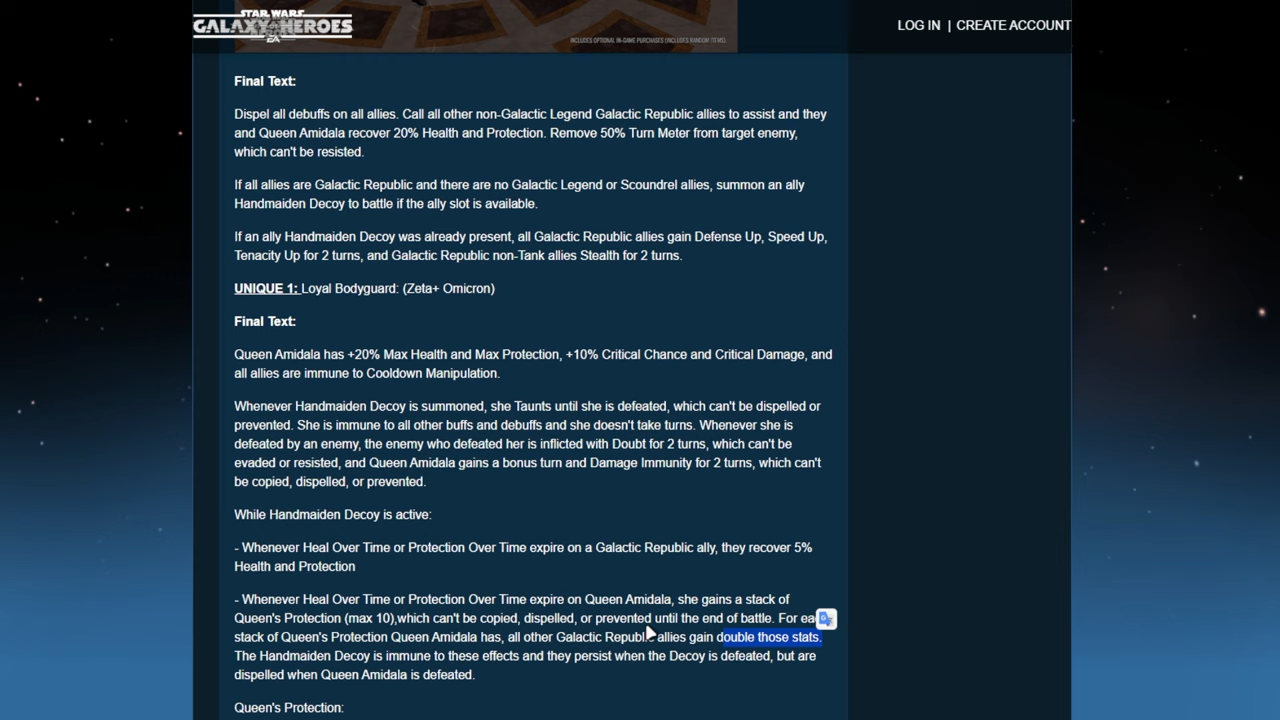 STAR WARS
GALAXY OF HEROES
EA
LOG IN | CREATE ACCOUNT
INCLUDES OPTIONAL IN-GAME PURCHASES (INCLUDES RANDOM ITEMS)
Final Text:
Dispel all debuffs on all allies. Call all other non-Galactic Legend Galactic Republic allies to assist and they
and Queen Amidala recover 20% Health and Protection. Remove 50% Turn Meter from target enemy,
which can't be resisted.
If all allies are Galactic Republic and there are no Galactic Legend or Scoundrel allies, summon an ally
Handmaiden Decoy to battle if the ally slot is available.
If an ally Handmaiden Decoy was already present, all Galactic Republic allies gain Defense Up, Speed Up,
Tenacity Up for 2 turns, and Galactic Republic non-Tank allies Stealth for 2 turns.
UNIQUE 1: Loyal Bodyguard: (Zeta+ Omicron)
Final Text:
Queen Amidala has +20% Max Health and Max Protection, +10% Critical Chance and Critical Damage, and
all allies are immune to Cooldown Manipulation.
Whenever Handmaiden Decoy is summoned, she Taunts until she is defeated, which can't be dispelled or
prevented. She is immune to all other buffs and debuffs and she doesn't take turns. Whenever she is
defeated by an enemy, the enemy who defeated her is inflicted with Doubt for 2 turns, which can't be
evaded or resisted, and Queen Amidala gains a bonus turn and Damage Immunity for 2 turns, which can't
be copied, dispelled, or prevented.
While Handmaiden Decoy is active:
- Whenever Heal Over Time or Protection Over Time expire on a Galactic Republic ally, they recover 5%
Health and Protection
- Whenever Heal Over Time or Protection Over Time expire on Queen Amidala, she gains a stack of
Queen's Protection (max 10),which can't be copied, dispelled, or prevented until the end of battle. For
stack of Queen's Protection Queen Amidala has, all other Galactic Republic allies gain double those stats.
The Handmaiden Decoy is immune to these effects and they persist when the Decoy is defeated, but are
dispelled when Queen Amidala is defeated.
Queen's Protection: